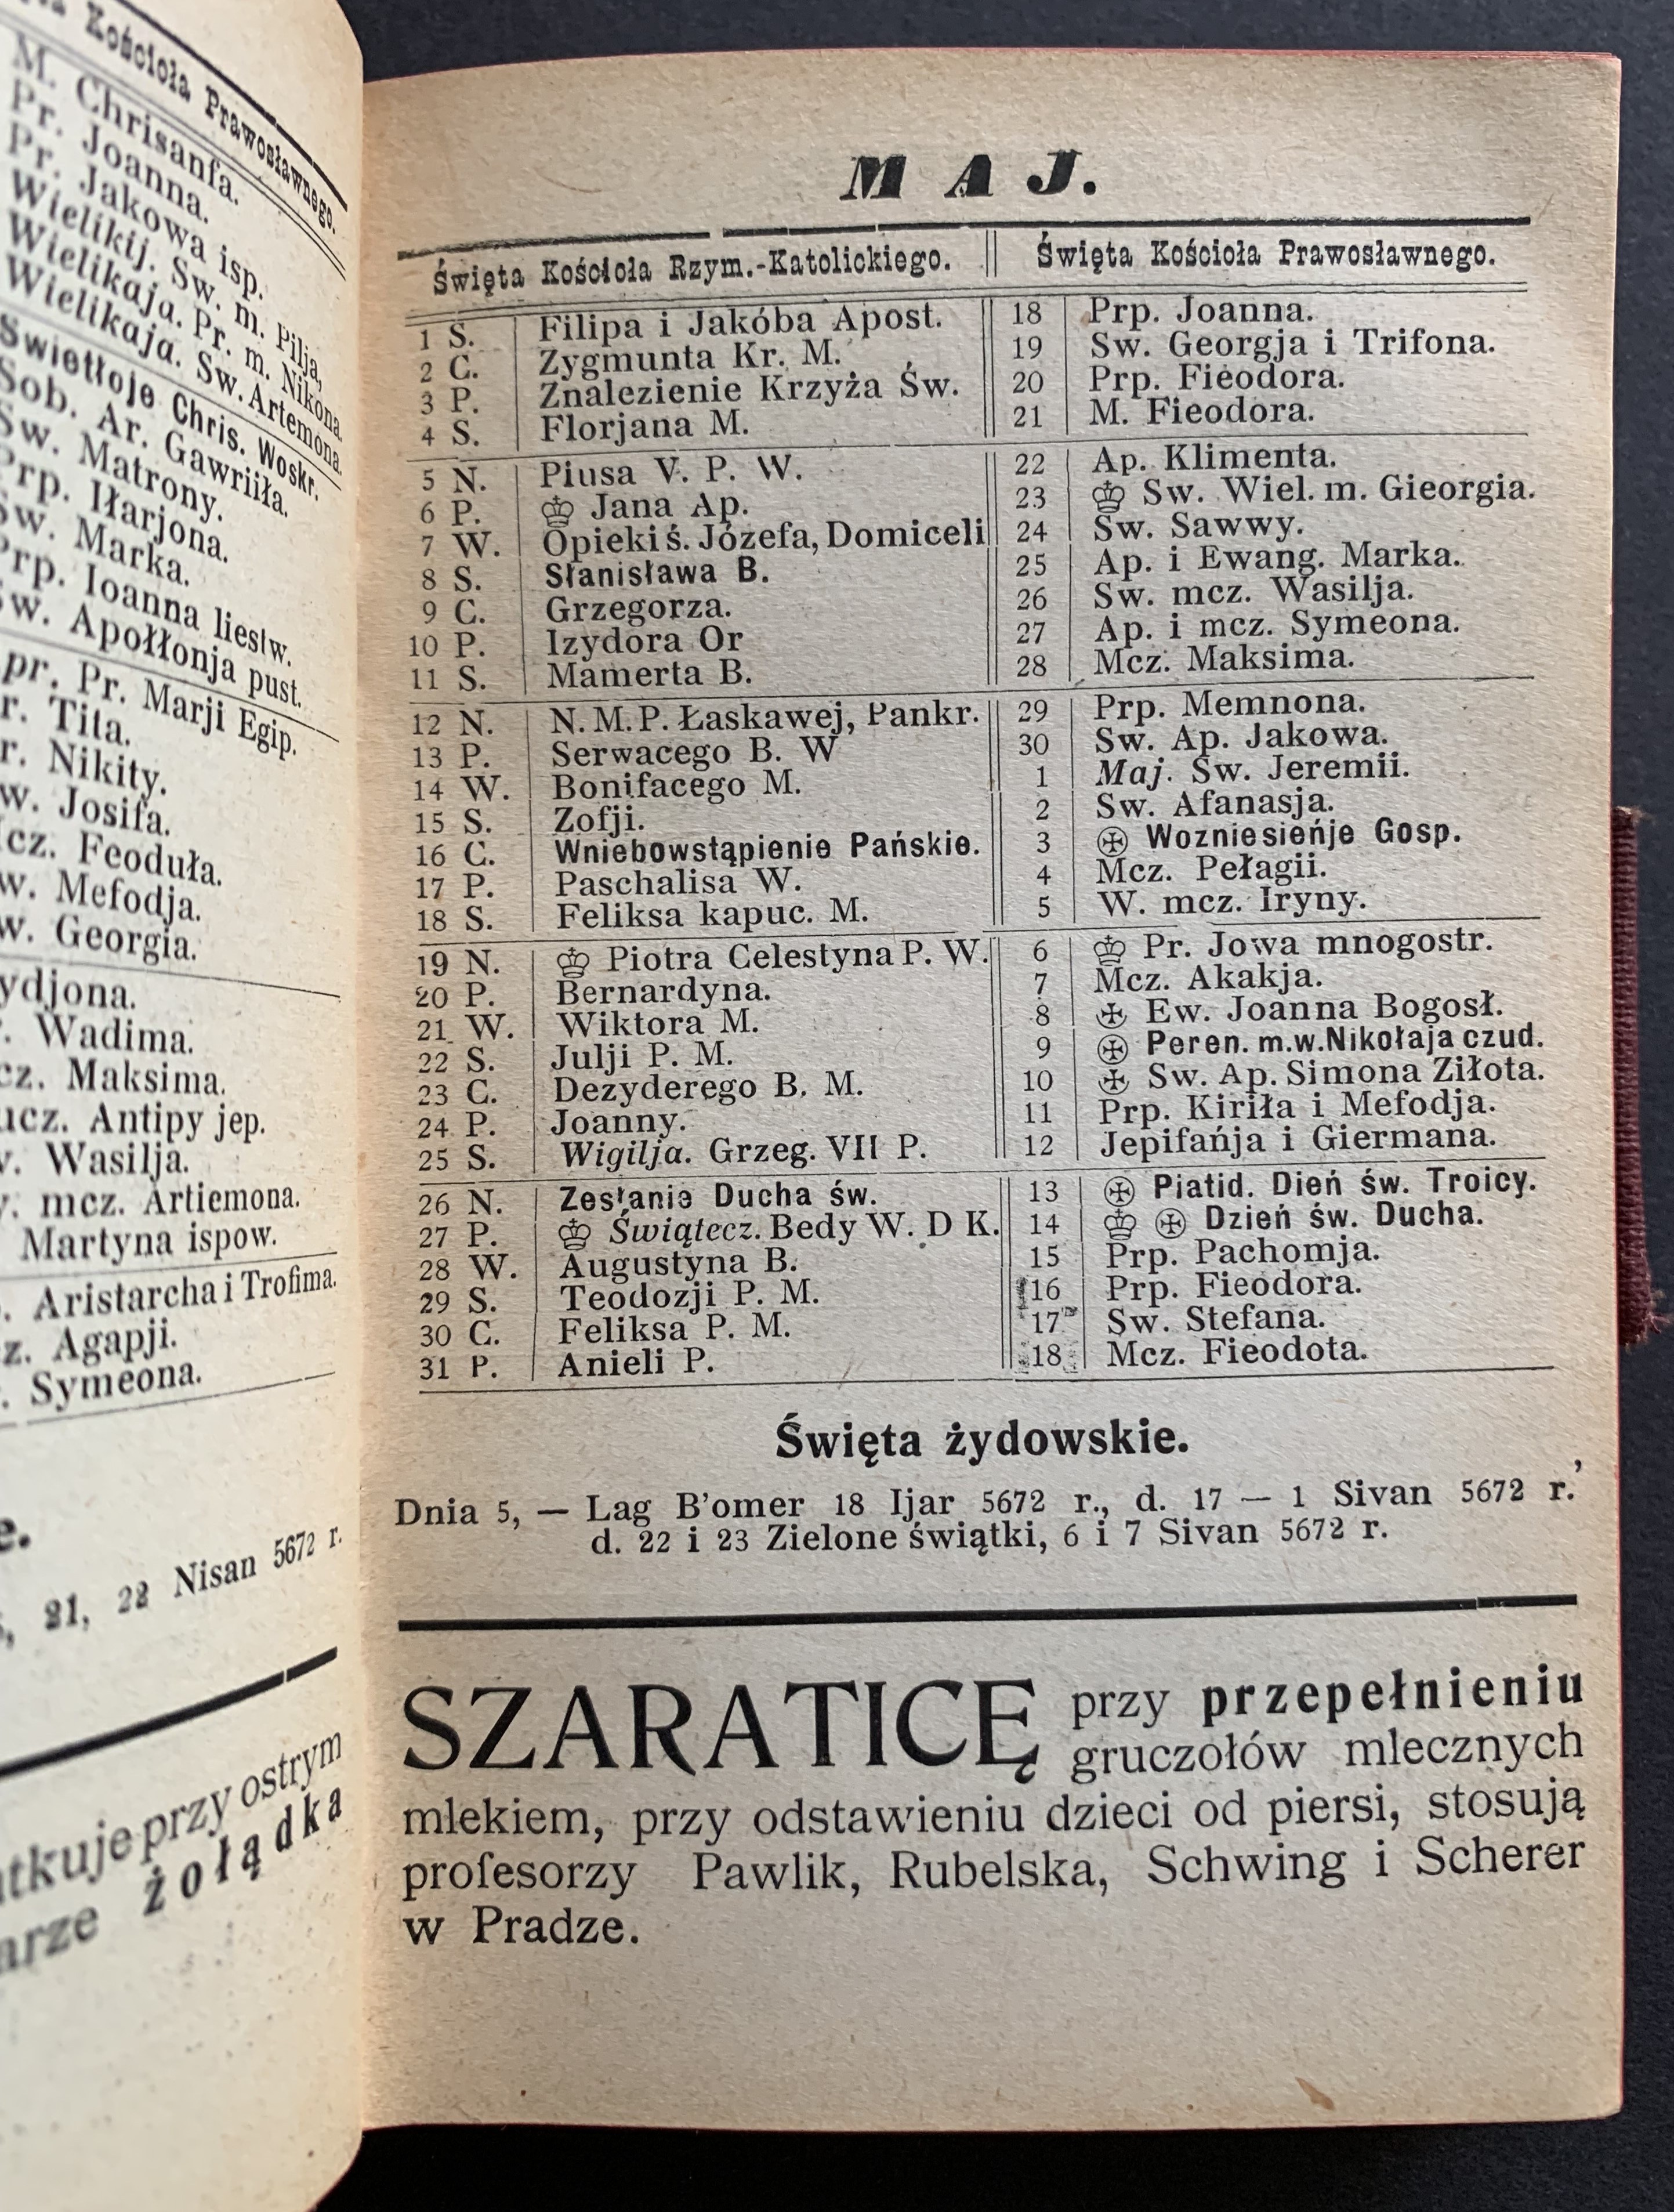 Kościoła Prawosławnego.
M. Chrisanfa.
Pr. Joanna.
Pr. Jakowa isp.
Wielikij. Sw. m. Pilja,
Wielikaja. Pr. m. Nikona.
Wielikaja. Sw. Artemona.
Swietłoje Chris. Woskr.
Sob. Ar. Gawriiła.
Sw. Matrony.
Prp. Iłarjona.
Sw. Marka.
Prp. Ioanna liestw.
Sw. Apołłonja pust.
pr. Pr. Marji Egip.
r. Tita.
r. Nikity.
w. Josifa.
cz. Feoduła.
w. Mefodja.
w. Georgia.
ydjona.
. Wadima.
cz. Maksima.
ucz. Antipy jep.
. Wasilja.
. mcz. Artiemona.
Martyna ispow.
. Aristarcha i Trofima.
z. Agapji.
. Symeona.
e.
, 21, 22 Nisan 5672 r.
atkuje przy ostrym
arze żołądka
MAJ.
Święta Kościoła Rzym.-Katolickiego. Święta Kościoła Prawosławnego.
1 S. Filipa i Jakóba Apost. 18 Prp. Joanna.
2 C. Zygmunta Kr. M. 19 Sw. Georgja i Trifona.
3 P. Znalezienie Krzyża Św. 20 Prp. Fieodora.
4 S. Florjana M. 21 M. Fieodora.
5 N. Piusa V. P. W. 22 Ap. Klimenta.
6 P. Jana Ap. 23 Sw. Wiel. m. Gieorgia.
7 W. Opieki ś. Józefa, Domiceli 24 Sw. Sawwy.
8 S. Stanisława B. 25 Ap. i Ewang. Marka.
9 C. Grzegorza. 26 Sw. mcz. Wasilja.
10 P. Izydora Or 27 Ap. i mcz. Symeona.
11 S. Mamerta B. 28 Mcz. Maksima.
12 N. N. M. P. Łaskawej, Pankr. 29 Prp. Memnona.
13 P. Serwacego B. W 30 Sw. Ap. Jakowa.
14 W. Bonifacego M. 1 Maj. Sw. Jeremii.
15 S. Zofji. 2 Sw. Afanasja.
16 C. Wniebowstąpienie Pańskie. 3 ✠ Wozniesieńje Gosp.
17 P. Paschalisa W. 4 Mcz. Pełagii.
18 S. Feliksa kapuc. M. 5 W. mcz. Iryny.
19 N. Piotra Celestyna P. W. 6 Pr. Jowa mnogostr.
20 P. Bernardyna. 7 Mcz. Akakja.
21 W. Wiktora M. 8 ✠ Ew. Joanna Bogosł.
22 S. Julji P. M. 9 ✠ Peren. m. w. Nikołaja czud.
23 C. Dezyderego B. M. 10 ✠ Sw. Ap. Simona Ziłota.
24 P. Joanny. 11 Prp. Kiriła i Mefodja.
25 S. Wigilja. Grzeg. VII P. 12 Jepifańja i Giermana.
26 N. Zesłanie Ducha św. 13 ✠ Piatid. Dień św. Troicy.
27 P. Świątecz. Bedy W. D K. 14 ✠ Dzień św. Ducha.
28 W. Augustyna B. 15 Prp. Pachomja.
29 S. Teodozji P. M. 16 Prp. Fieodora.
30 C. Feliksa P. M. 17 Sw. Stefana.
31 P. Anieli P. 18 Mcz. Fieodota.
Święta żydowskie.
Dnia 5, — Lag B'omer 18 Ijar 5672 r., d. 17 — 1 Sivan 5672 r.'
d. 22 i 23 Zielone świątki, 6 i 7 Sivan 5672 r.
SZARATICĘ przy przepełnieniu
gruczołów mlecznych
mlekiem, przy odstawieniu dzieci od piersi, stosują
profesorzy Pawlik, Rubelska, Schwing i Scherer
w Pradze.